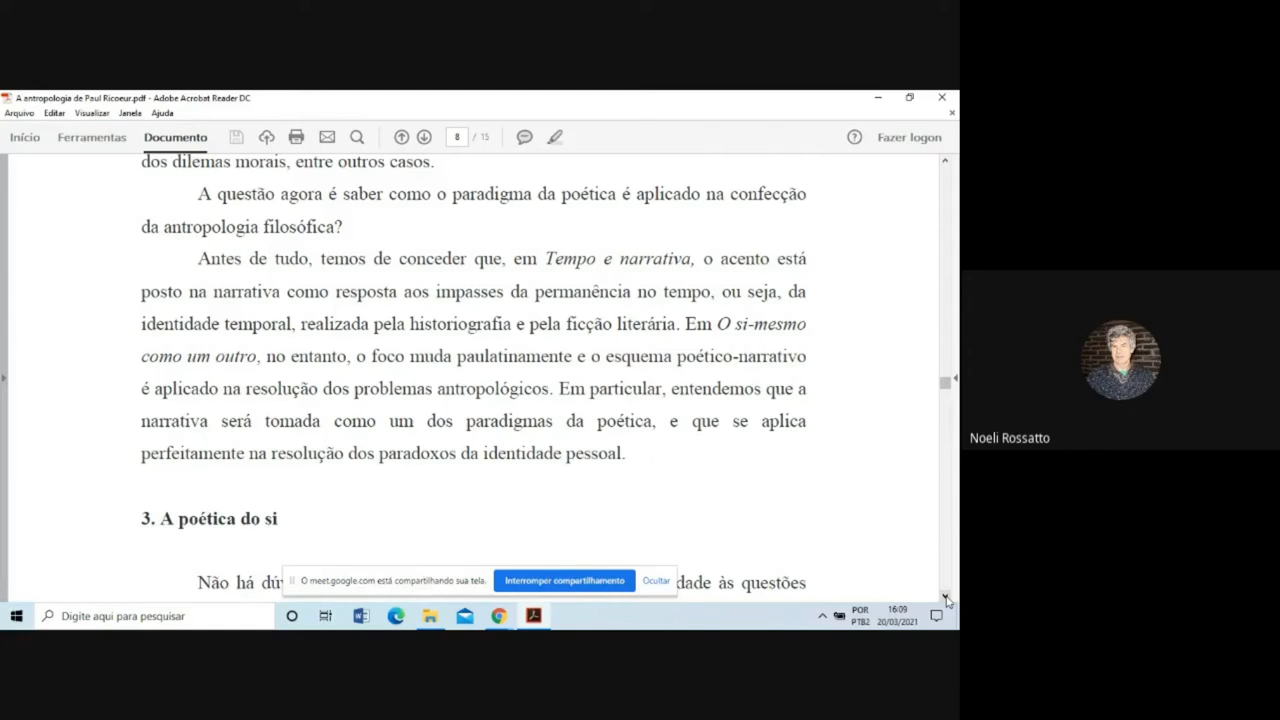 A antropologia de Paul Ricoeur.pdf - Adobe Acrobat Reader DC
Arquivo Editar Visualizar Janela Ajuda
Início Ferramentas Documento 8 / 15 Fazer logon
dos dilemas morais, entre outros casos.
A questão agora é saber como o paradigma da poética é aplicado na confecção
da antropologia filosófica?
Antes de tudo, temos de conceder que, em Tempo e narrativa, o acento está
posto na narrativa como resposta aos impasses da permanência no tempo, ou seja, da
identidade temporal, realizada pela historiografia e pela ficção literária. Em O si-mesmo
como um outro, no entanto, o foco muda paulatinamente e o esquema poético-narrativo
é aplicado na resolução dos problemas antropológicos. Em particular, entendemos que a
narrativa será tomada como um dos paradigmas da poética, e que se aplica
perfeitamente na resolução dos paradoxos da identidade pessoal.
3. A poética do si
Não há dúv
dade às questões
O meet.google.com está compartilhando sua tela. Interromper compartilhamento Ocultar
Digite aqui para pesquisar
POR
PTB2
16:09
20/03/2021
Noeli Rossatto